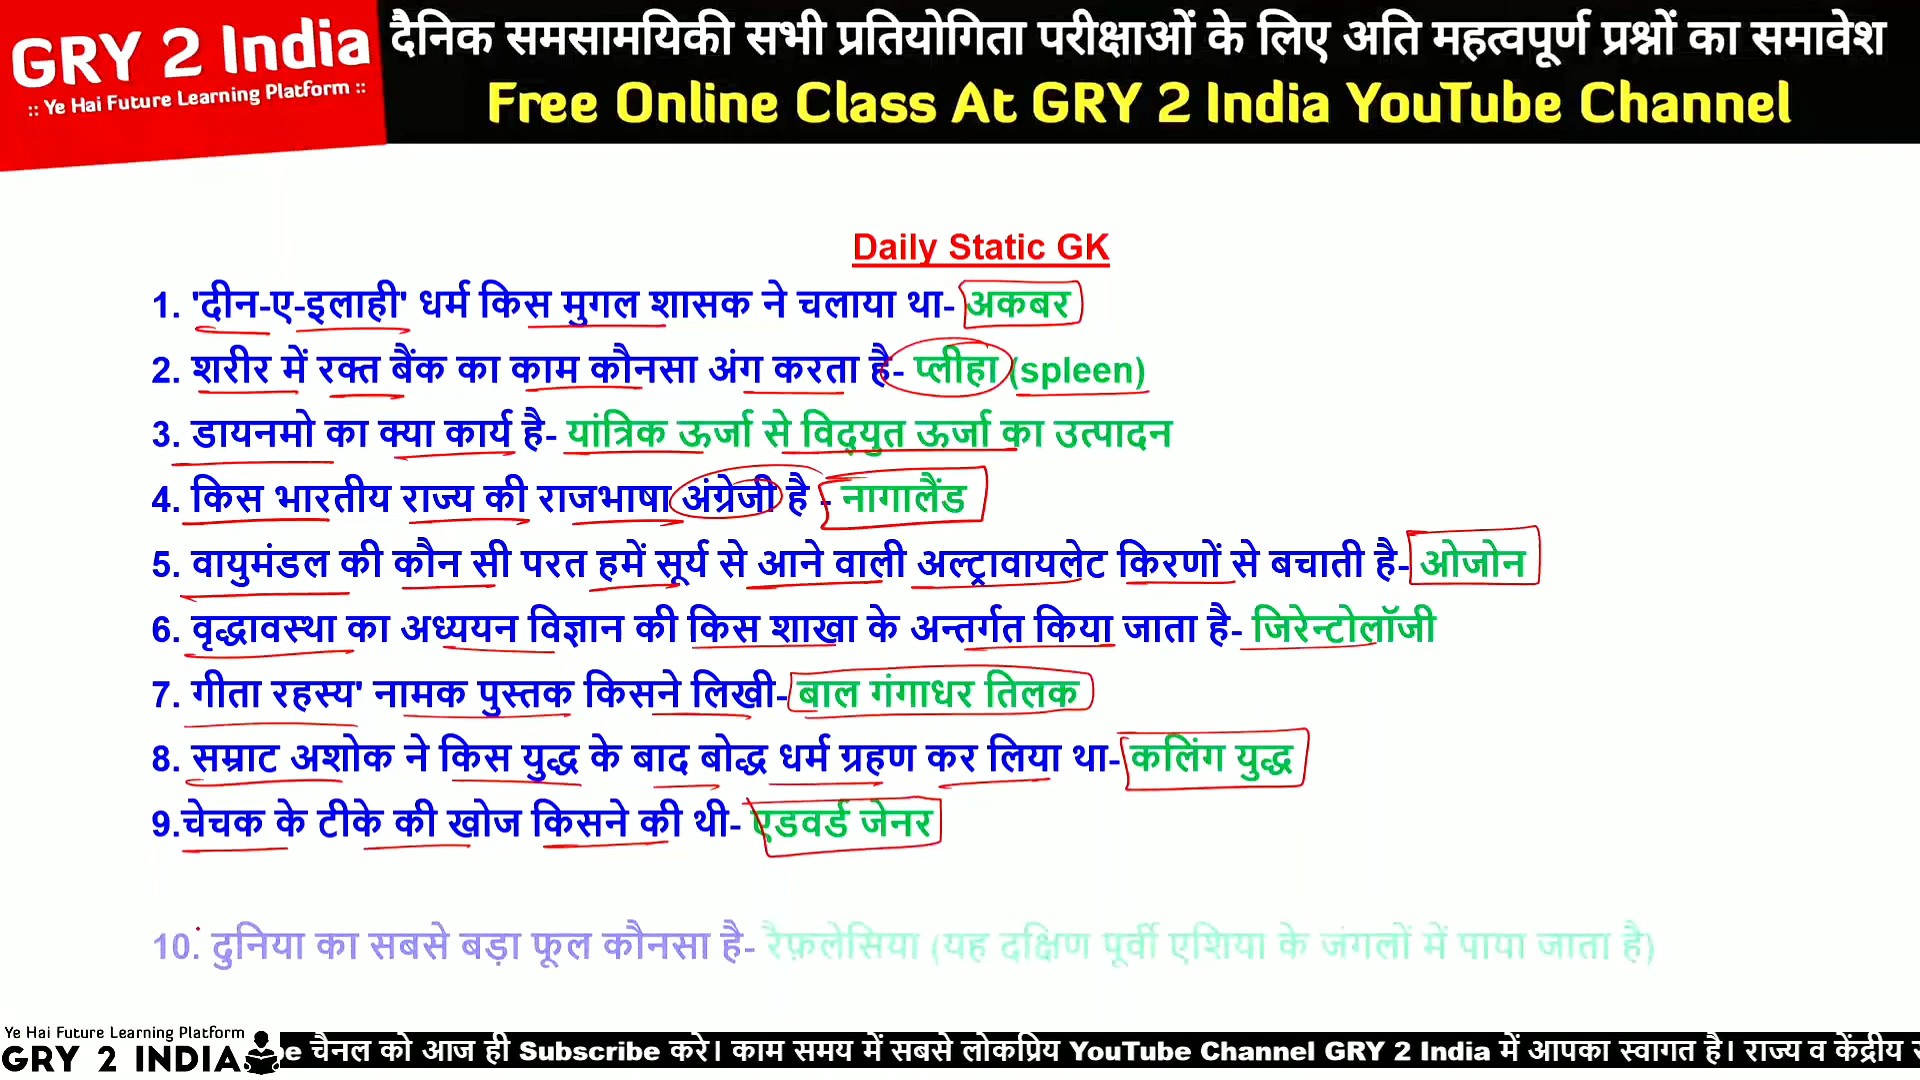 GRY 2 India
:: Ye Hai Future Learning Platform ::
दैनिक समसामयिकी सभी प्रतियोगिता परीक्षाओं के लिए अति महत्वपूर्ण प्रश्नों का समावेश
Free Online Class At GRY 2 India YouTube Channel
Daily Static GK
1. 'दीन-ए-इलाही' धर्म किस मुगल शासक ने चलाया था- अकबर
2. शरीर में रक्त बैंक का काम कौनसा अंग करता है- प्लीहा (spleen)
3. डायनमो का क्या कार्य है- यांत्रिक ऊर्जा से विद्युत ऊर्जा का उत्पादन
4. किस भारतीय राज्य की राजभाषा अंग्रेजी है - नागालैंड
5. वायुमंडल की कौन सी परत हमें सूर्य से आने वाली अल्ट्रावायलेट किरणों से बचाती है- ओजोन
6. वृद्धावस्था का अध्ययन विज्ञान की किस शाखा के अन्तर्गत किया जाता है- जिरेन्टोलॉजी
7. गीता रहस्य' नामक पुस्तक किसने लिखी- बाल गंगाधर तिलक
8. सम्राट अशोक ने किस युद्ध के बाद बोद्ध धर्म ग्रहण कर लिया था- कलिंग युद्ध
9.चेचक के टीके की खोज किसने की थी- एडवर्ड जेनर
10. दुनिया का सबसे बड़ा फूल कौनसा है- रैफ़लेसिया (यह दक्षिण पूर्वी एशिया के जंगलों में पाया जाता है)
Ye Hai Future Learning Platform
GRY 2 INDIA
चैनल को आज ही Subscribe करे। काम समय में सबसे लोकप्रिय YouTube Channel GRY 2 India में आपका स्वागत है। राज्य व केंद्रीय